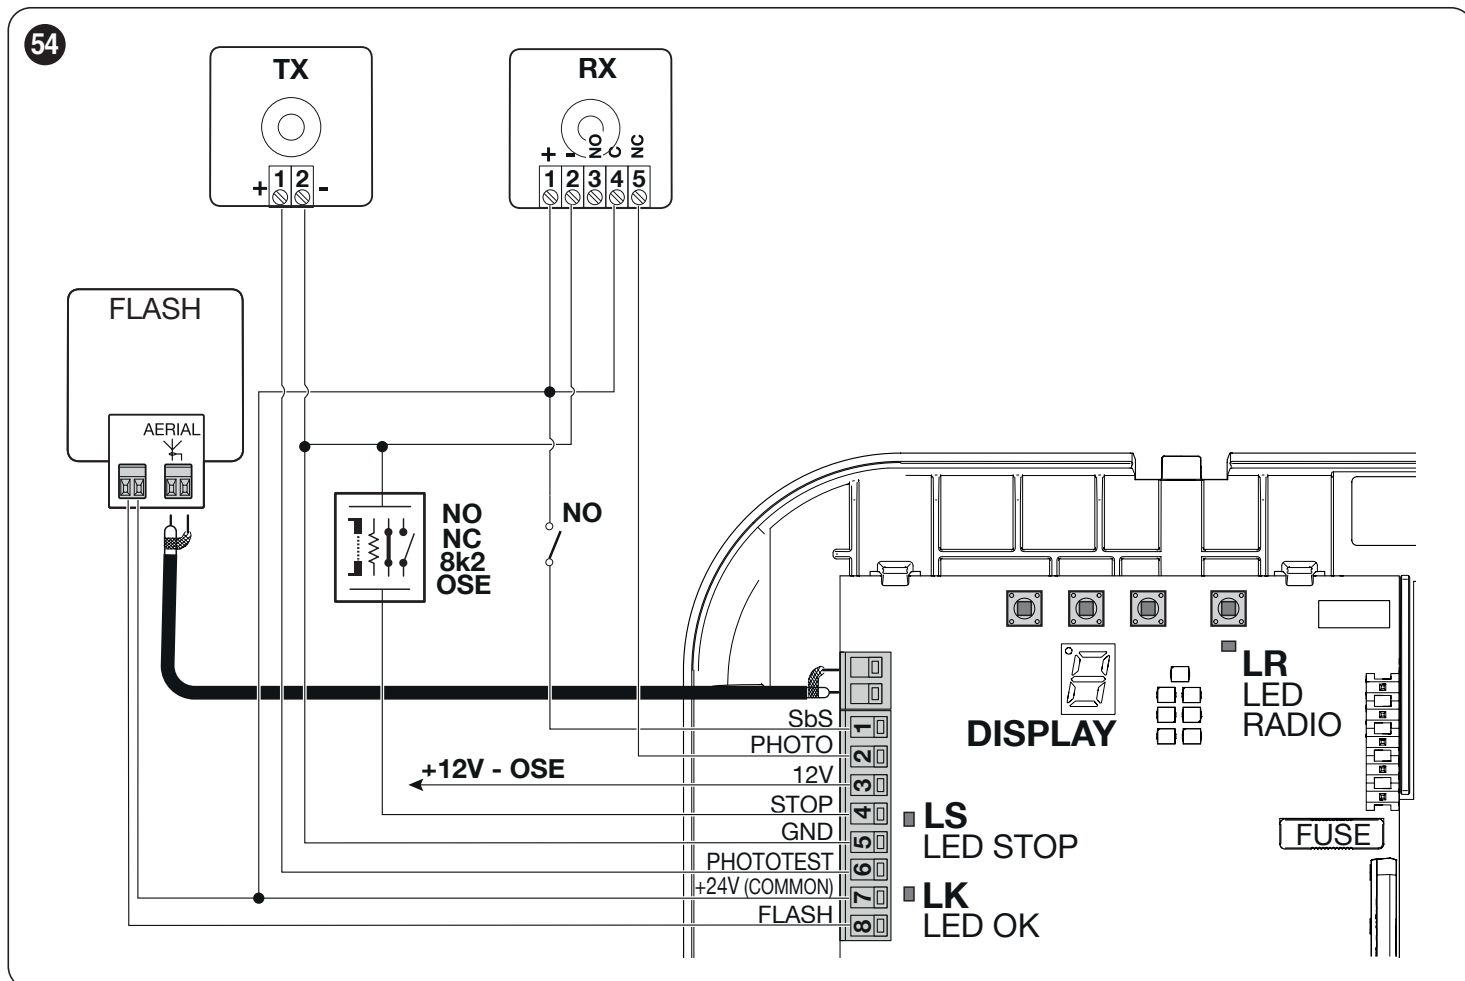 54
TX
RX
+ - NO C NC
+ 1 2 -
1 2 3 4 5
FLASH
AERIAL
NO
NC
8k2
OSE
NO
LR
LED
RADIO
DISPLAY
SbS
PHOTO
+12V - OSE
12V
STOP
GND
PHOTOTEST
+24V (COMMON)
FLASH
1
2
3
4
5
6
7
8
LS
LED STOP
LK
LED OK
FUSE